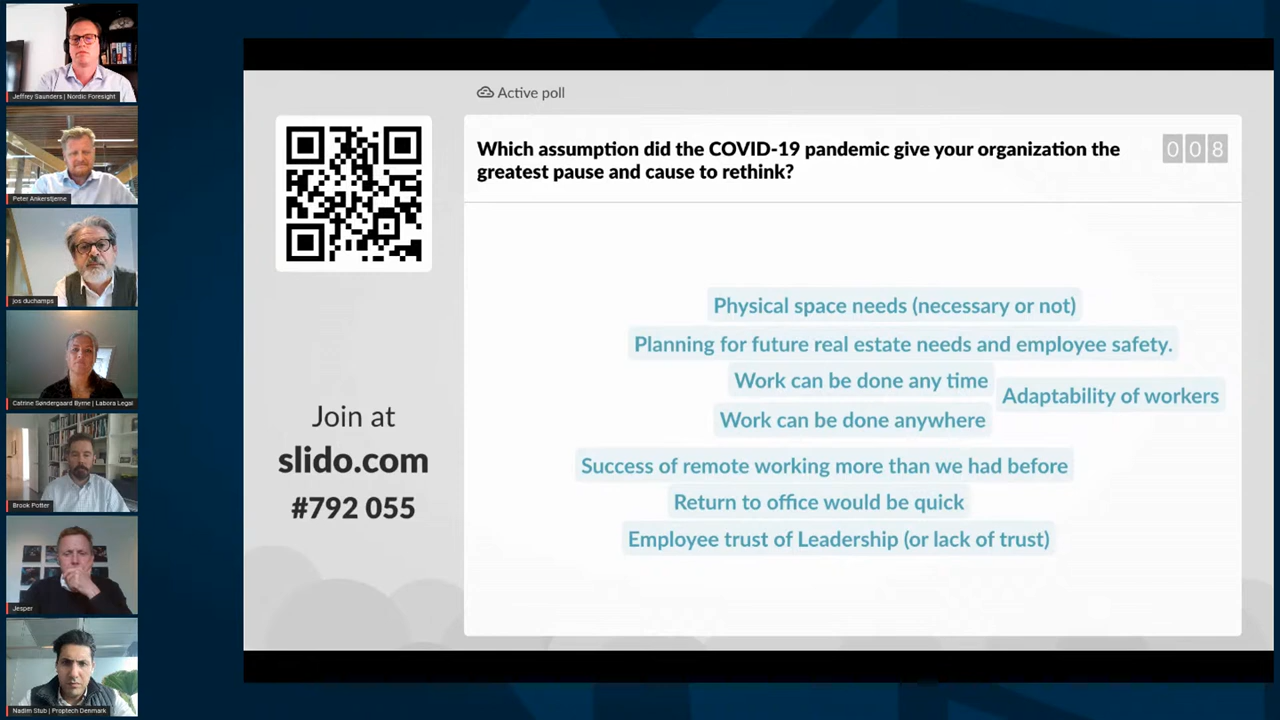 Jeffrey Saunders | Nordic Foresight
Peter Ankerstjerne
jos duchamps
Catrine Søndergaard Byrne | Labora Legal
Brook Potter
Jesper
Nadim Stub | Proptech Denmark
Active poll
Join at
slido.com
#792 055
Which assumption did the COVID-19 pandemic give your organization the
greatest pause and cause to rethink?
008
Physical space needs (necessary or not)
Planning for future real estate needs and employee safety.
Work can be done any time
Adaptability of workers
Work can be done anywhere
Success of remote working more than we had before
Return to office would be quick
Employee trust of Leadership (or lack of trust)